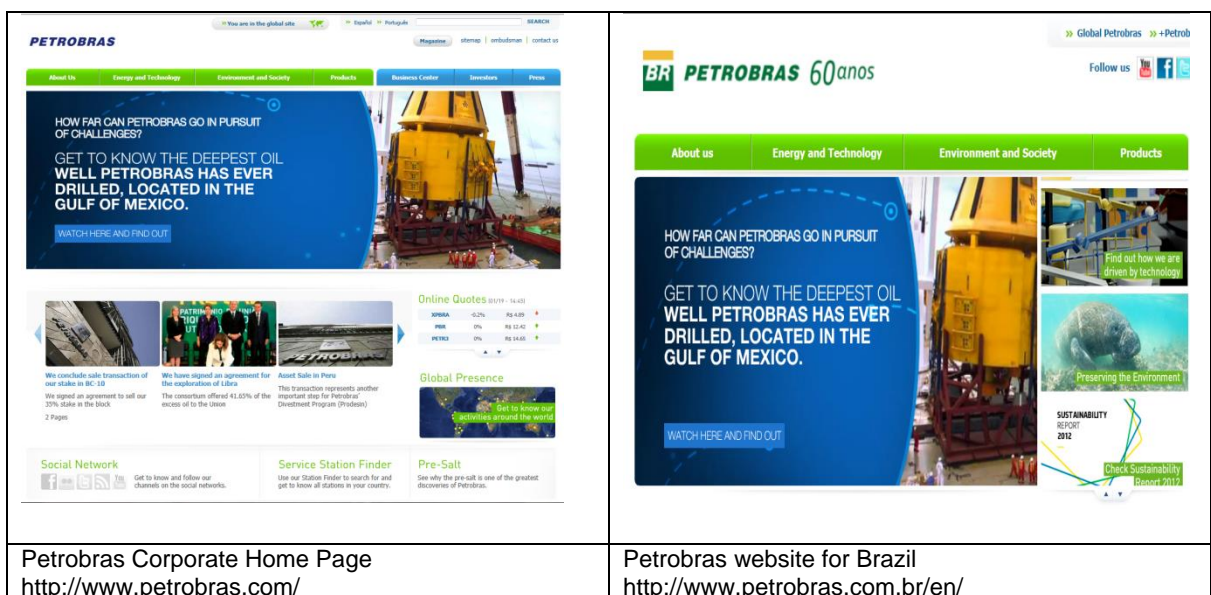 You are in the global site
Español
Português
SEARCH
PETROBRAS
Magazine
sitemap | ombudsman | contact us
About Us
Energy and Technology
Environment and Society
Products
Business Center
Investors
Press
HOW FAR CAN PETROBRAS GO IN PURSUIT
OF CHALLENGES?
GET TO KNOW THE DEEPEST OIL
WELL PETROBRAS HAS EVER
DRILLED, LOCATED IN THE
GULF OF MEXICO.
WATCH HERE AND FIND OUT
PETROBRAS
We conclude sale transaction of
our stake in BC-10
We signed an agreement to sell our
35% stake in the block
2 Pages
We have signed an agreement for
the exploration of Libra
The consortium offered 41.65% of the
excess oil to the Union
Asset Sale in Peru
This transaction represents another
important step for Petrobras'
Divestment Program (Prodesin)
Online Quotes
XPBRA -0.2% R$ 4.89
PBR 0% R$ 12.42
PETR3 0% R$ 14.65
Global Presence
Get to know our
activities around the world
Social Network
Get to know and follow our
channels on the social networks.
Service Station Finder
Use our Station Finder to search for and
get to know all stations in your country.
Pre-Salt
See why the pre-salt is one of the greatest
discoveries of Petrobras.
Petrobras Corporate Home Page
http://www.petrobras.com/
Global Petrobras
+Petrob
BR PETROBRAS 60 anos
Follow us
About us
Energy and Technology
Environment and Society
Products
HOW FAR CAN PETROBRAS GO IN PURSUIT
OF CHALLENGES?
GET TO KNOW THE DEEPEST OIL
WELL PETROBRAS HAS EVER
DRILLED, LOCATED IN THE
GULF OF MEXICO.
WATCH HERE AND FIND OUT
Find out how we are
driven by technology
Preserving the Environment
SUSTAINABILITY
REPORT
2012
Check Sustainability
Report 2012
Petrobras website for Brazil
http://www.petrobras.com.br/en/